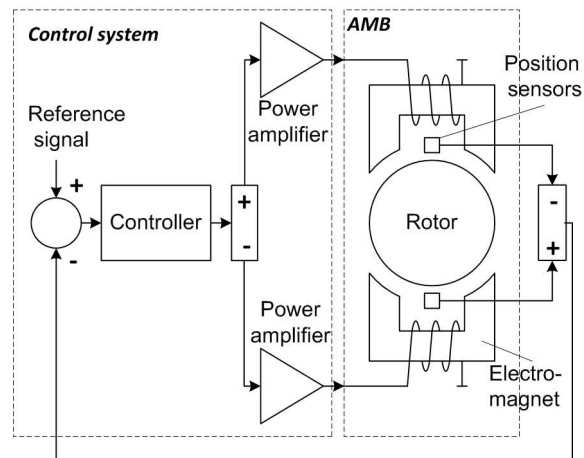 Control system
AMB
Reference
signal
+
-
Controller
+
-
Power
amplifier
Power
amplifier
Position
sensors
Rotor
-
+
Electro-
magnet